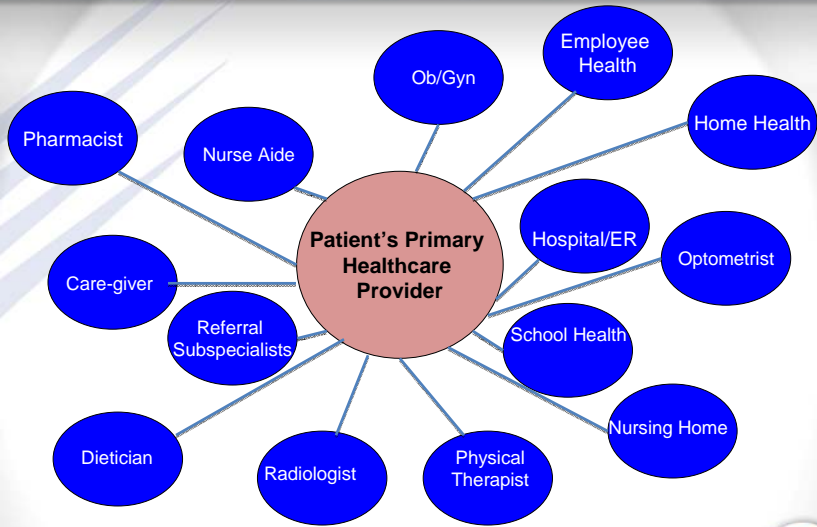 Employee
Health
Ob/Gyn
Home Health
Pharmacist
Nurse Aide
Patient's Primary
Healthcare
Provider
Hospital/ER
Optometrist
Care-giver
Referral
Subspecialists
School Health
Nursing Home
Dietician
Radiologist
Physical
Therapist